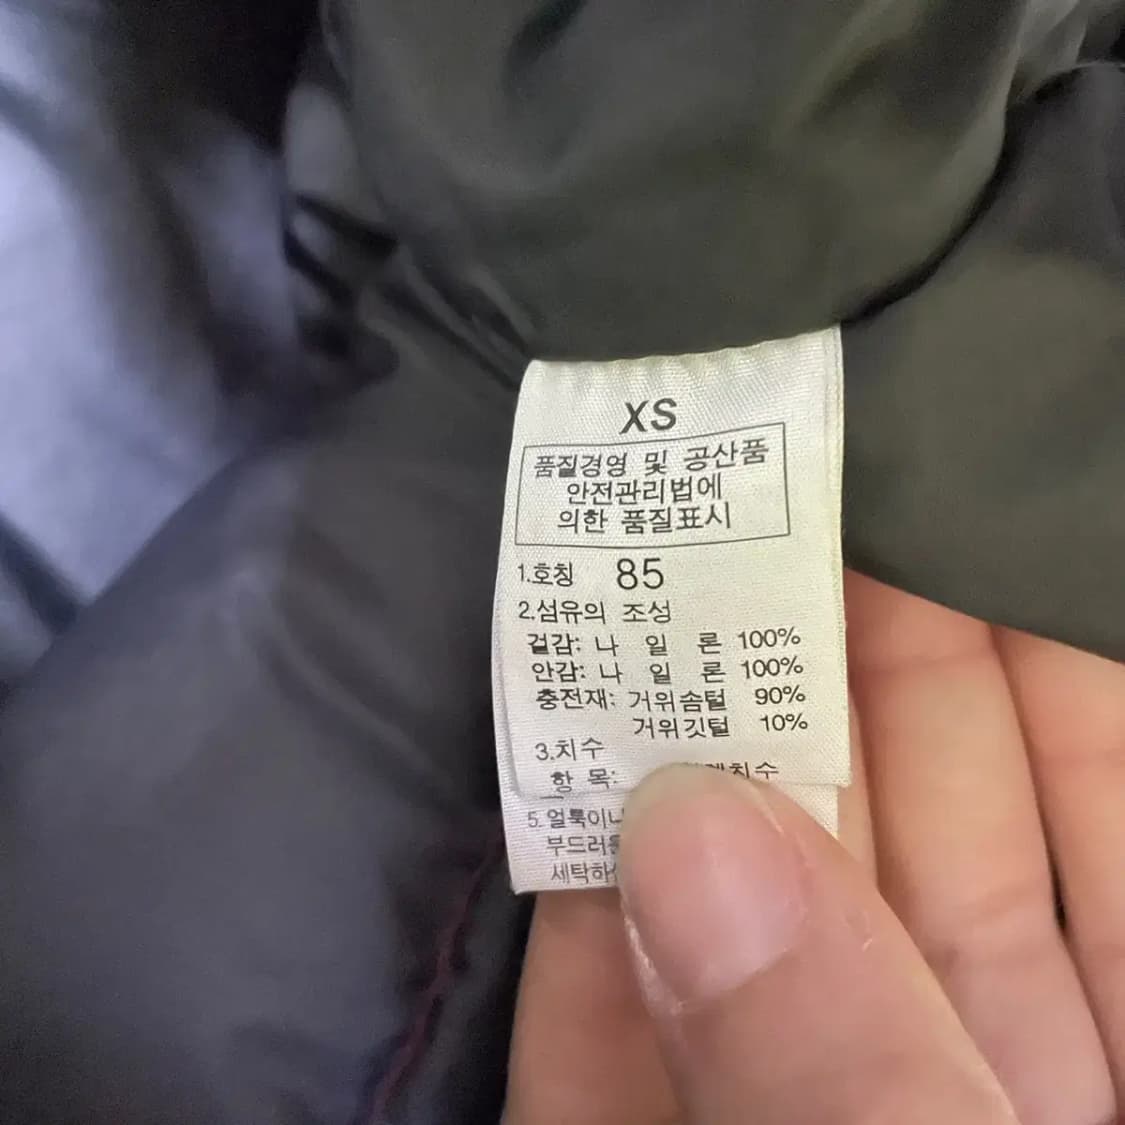 XS
품질경영 및 공산품
안전관리법에
의한 품질표시
1.호칭 85
2.섬유의 조성
겉감: 나 일 론 100%
안감: 나 일 론 100%
충전재: 거위솜털 90%
거위깃털 10%
3.치수
항 목:
5.얼룩이나
부드러운
세탁하